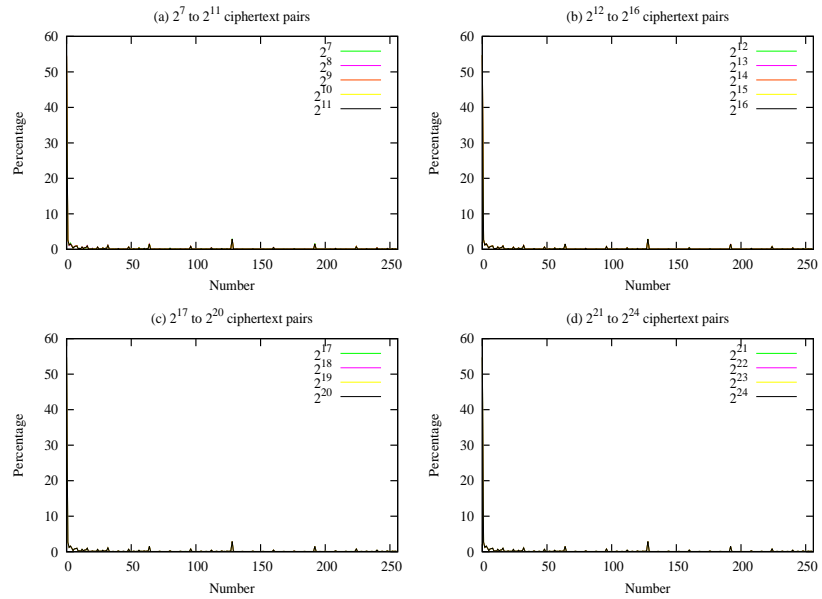 (a) 2^7 to 2^11 ciphertext pairs
60
50
40
30
20
10
0
Percentage
2^7
2^8
2^9
2^10
2^11
0 50 100 150 200 250
Number
(b) 2^12 to 2^16 ciphertext pairs
60
50
40
30
20
10
0
Percentage
2^12
2^13
2^14
2^15
2^16
0 50 100 150 200 250
Number
(c) 2^17 to 2^20 ciphertext pairs
60
50
40
30
20
10
0
Percentage
2^17
2^18
2^19
2^20
0 50 100 150 200 250
Number
(d) 2^21 to 2^24 ciphertext pairs
60
50
40
30
20
10
0
Percentage
2^21
2^22
2^23
2^24
0 50 100 150 200 250
Number